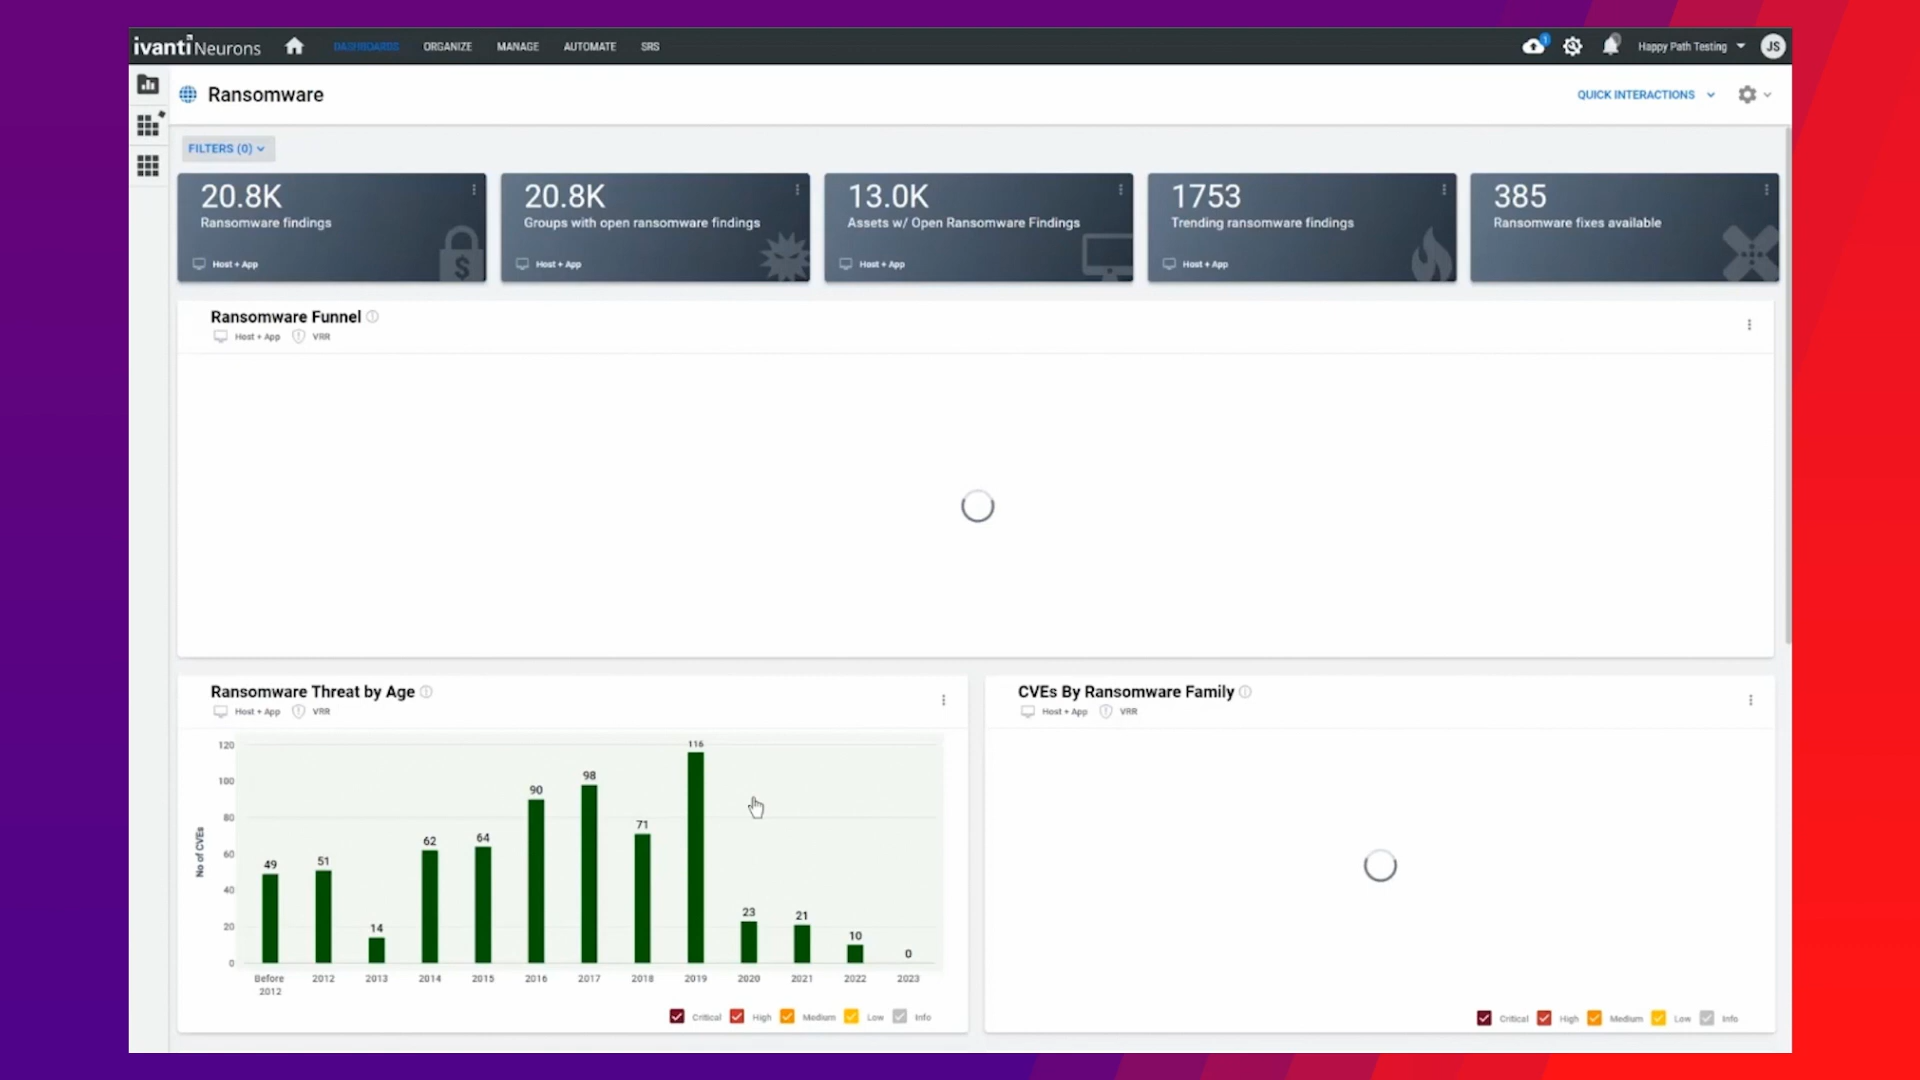 ivanti Neurons
DASHBOARDS
ORGANIZE
MANAGE
AUTOMATE
SRS
1
Happy Path Testing
JS
Ransomware
QUICK INTERACTIONS
FILTERS (0)
20.8K
Ransomware findings
Host + App
20.8K
Groups with open ransomware findings
Host + App
13.0K
Assets w/ Open Ransomware Findings
Host + App
1753
Trending ransomware findings
Host + App
385
Ransomware fixes available
Ransomware Funnel
Host + App VRR
Ransomware Threat by Age
Host + App VRR
No of CVEs
120
100
80
60
40
20
0
49
51
14
62
64
90
98
71
116
23
21
10
0
Before 2012
2012
2013
2014
2015
2016
2017
2018
2019
2020
2021
2022
2023
Critical High Medium Low Info
CVEs By Ransomware Family
Host + App VRR
Critical High Medium Low Info